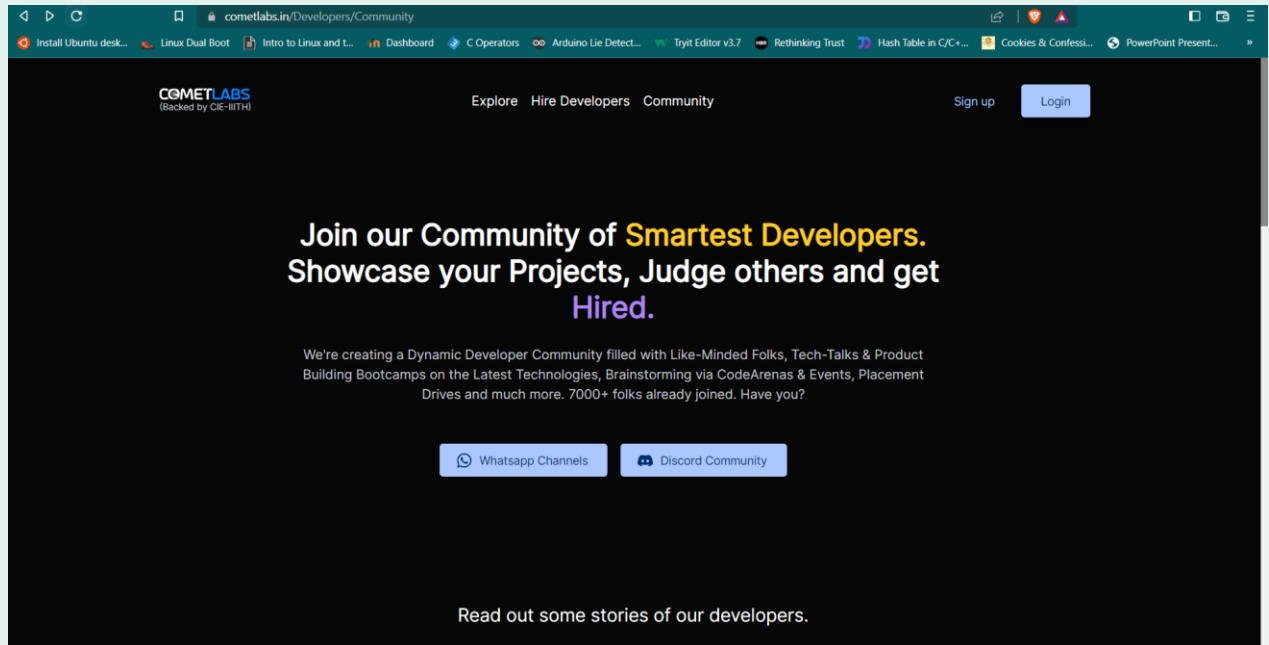 cometlabs.in/Developers/Community
Install Ubuntu desk... Linux Dual Boot Intro to Linux and t... Dashboard C Operators Arduino Lie Detect... Tryit Editor v3.7 Rethinking Trust Hash Table in C/C+... Cookies & Confessi... PowerPoint Present... »
COMETLABS
(Backed by CIE-IIITH)
Explore Hire Developers Community
Sign up Login
Join our Community of Smartest Developers.
Showcase your Projects, Judge others and get
Hired.
We're creating a Dynamic Developer Community filled with Like-Minded Folks, Tech-Talks & Product
Building Bootcamps on the Latest Technologies, Brainstorming via CodeArenas & Events, Placement
Drives and much more. 7000+ folks already joined. Have you?
Whatsapp Channels Discord Community
Read out some stories of our developers.